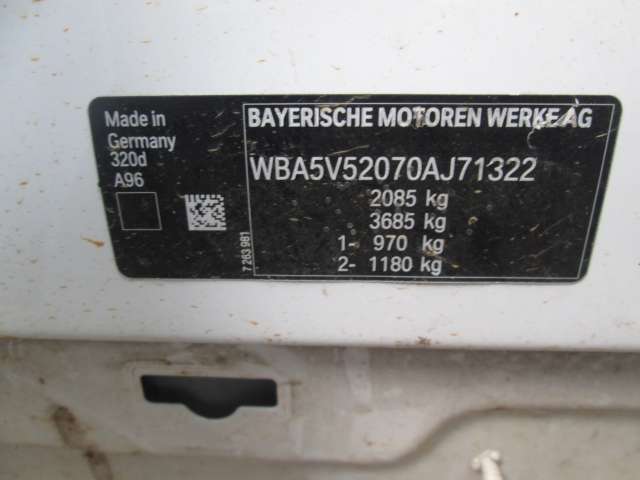 Made in
Germany
320d
A96
7 263 981
BAYERISCHE MOTOREN WERKE AG
WBA5V52070AJ71322
2085 kg
3685 kg
1- 970 kg
2- 1180 kg